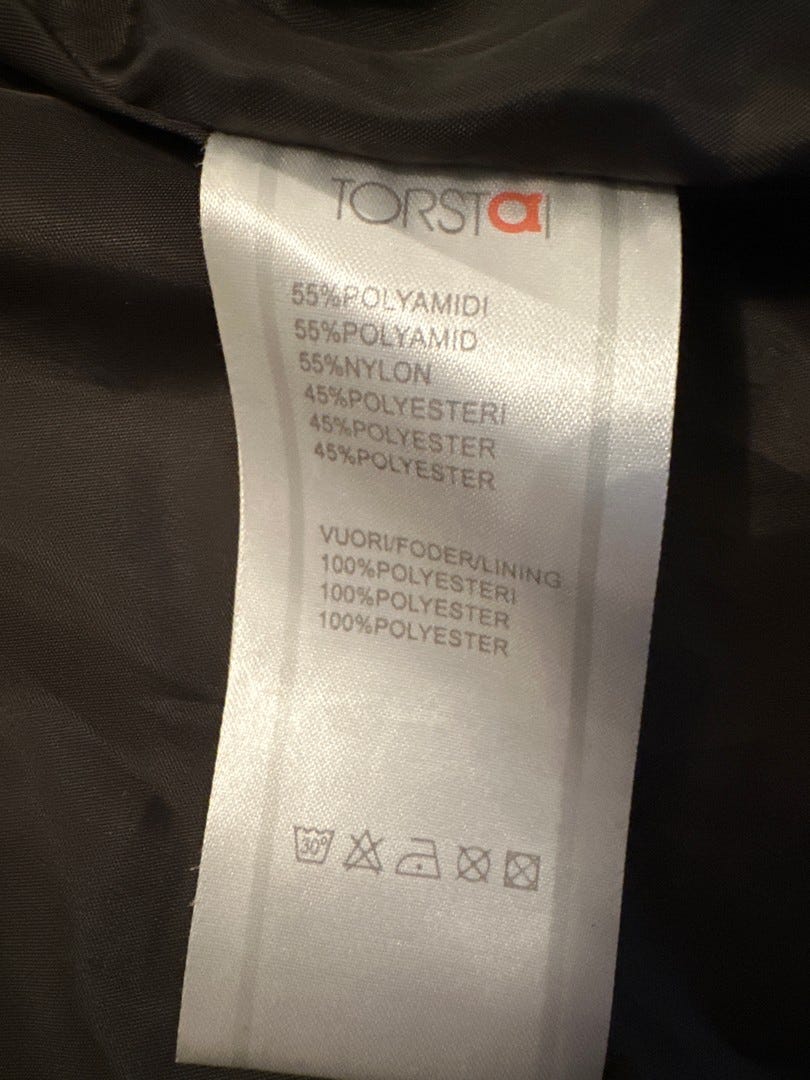 TORSTAI
55%POLYAMIDI
55%POLYAMID
55%NYLON
45%POLYESTERI
45%POLYESTER
45%POLYESTER
VUORI/FODER/LINING
100%POLYESTERI
100%POLYESTER
100%POLYESTER
30°